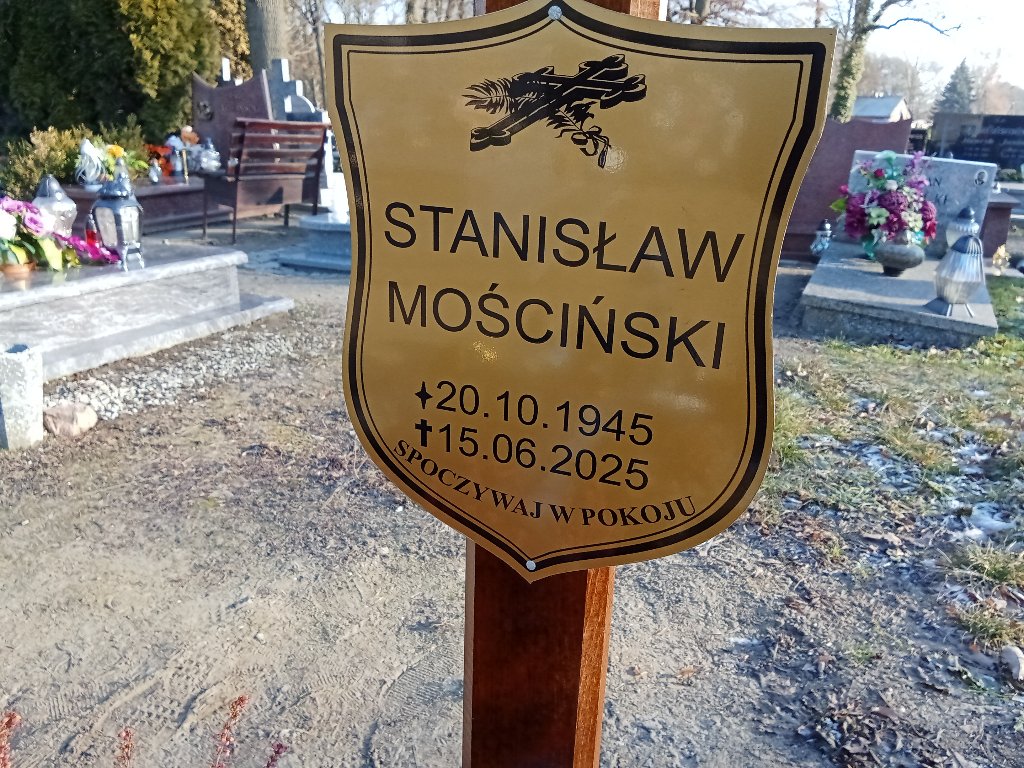 STANISŁAW
MOŚCIŃSKI
20.10.1945
15.06.2025
SPOCZYWAJ W POKOJU